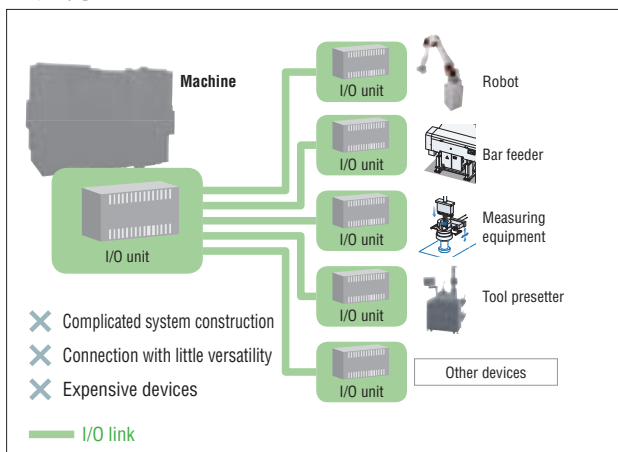 Machine
I/O unit
I/O unit
Robot
I/O unit
Bar feeder
I/O unit
Measuring
equipment
I/O unit
Tool presetter
I/O unit
Other devices
Complicated system construction
Connection with little versatility
Expensive devices
I/O link